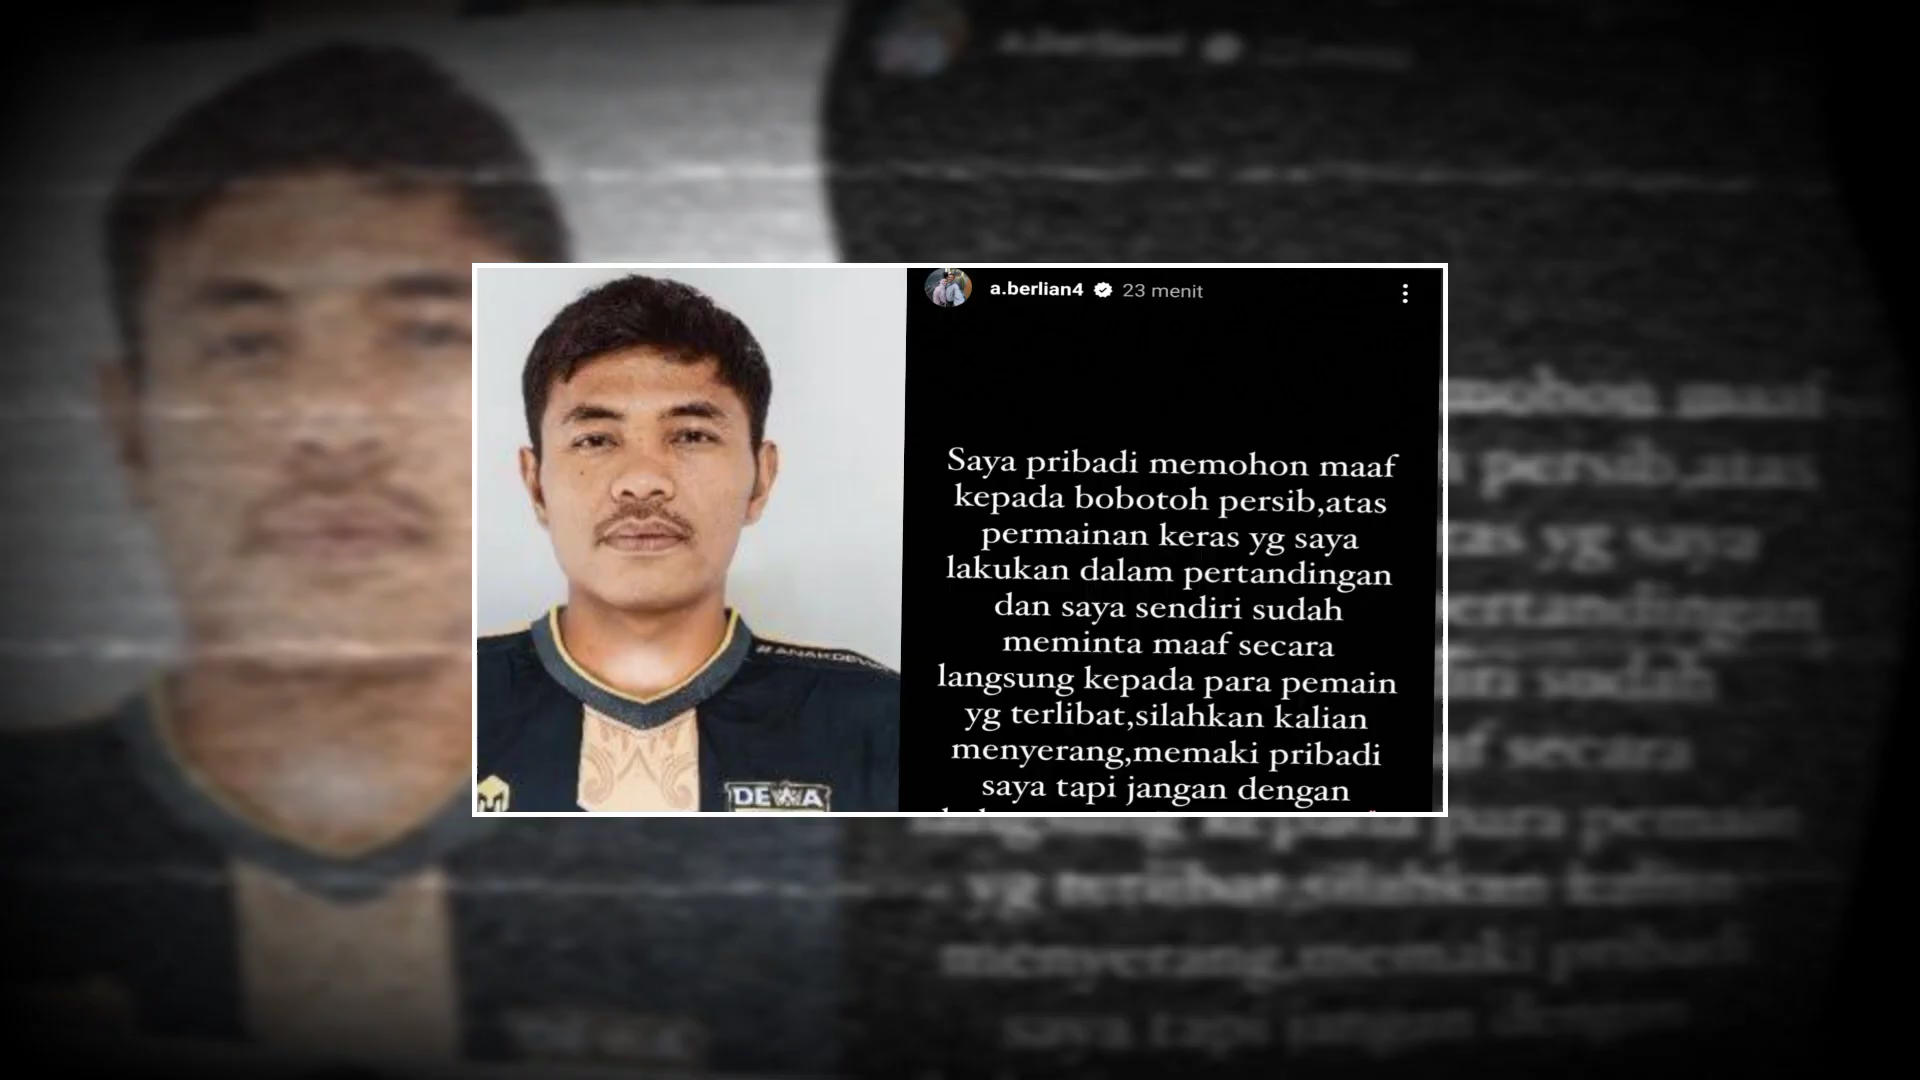 a.berlian4 23 menit
Saya pribadi memohon maaf
kepada bobotoh persib,atas
permainan keras yg saya
lakukan dalam pertandingan
dan saya sendiri sudah
meminta maaf secara
langsung kepada para pemain
yg terlibat,silahkan kalian
menyerang,memaki pribadi
saya tapi jangan dengan
#ANAKDEWA
DEWA